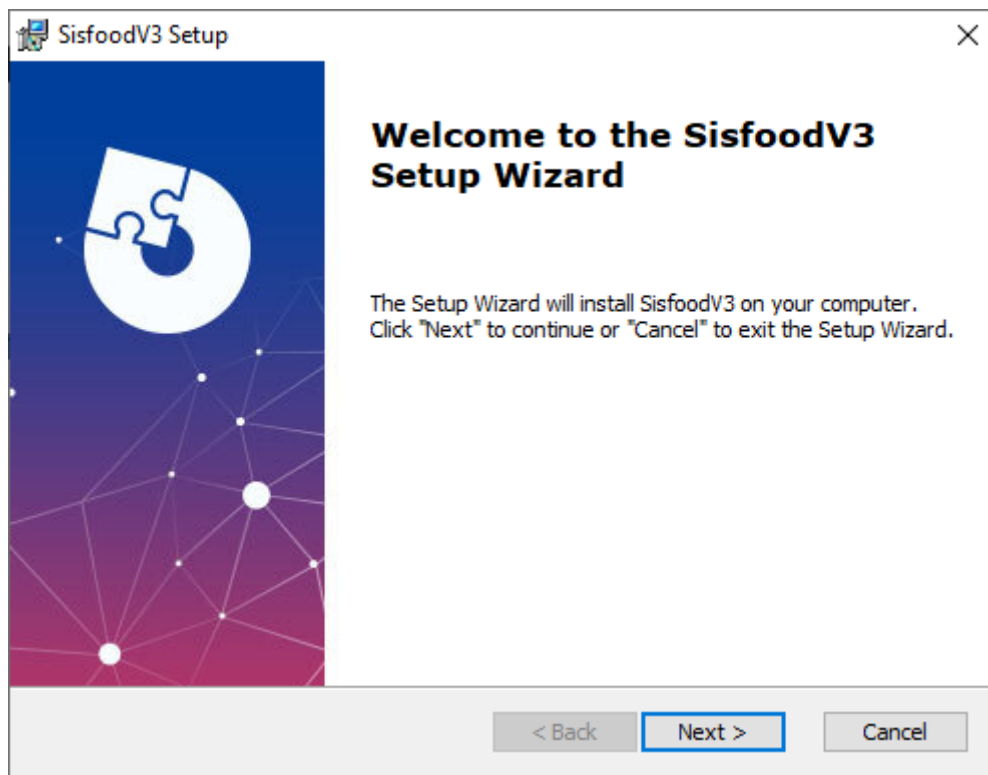 SisfoodV3 Setup
Welcome to the SisfoodV3
Setup Wizard
The Setup Wizard will install SisfoodV3 on your computer.
Click "Next" to continue or "Cancel" to exit the Setup Wizard.
< Back
Next >
Cancel